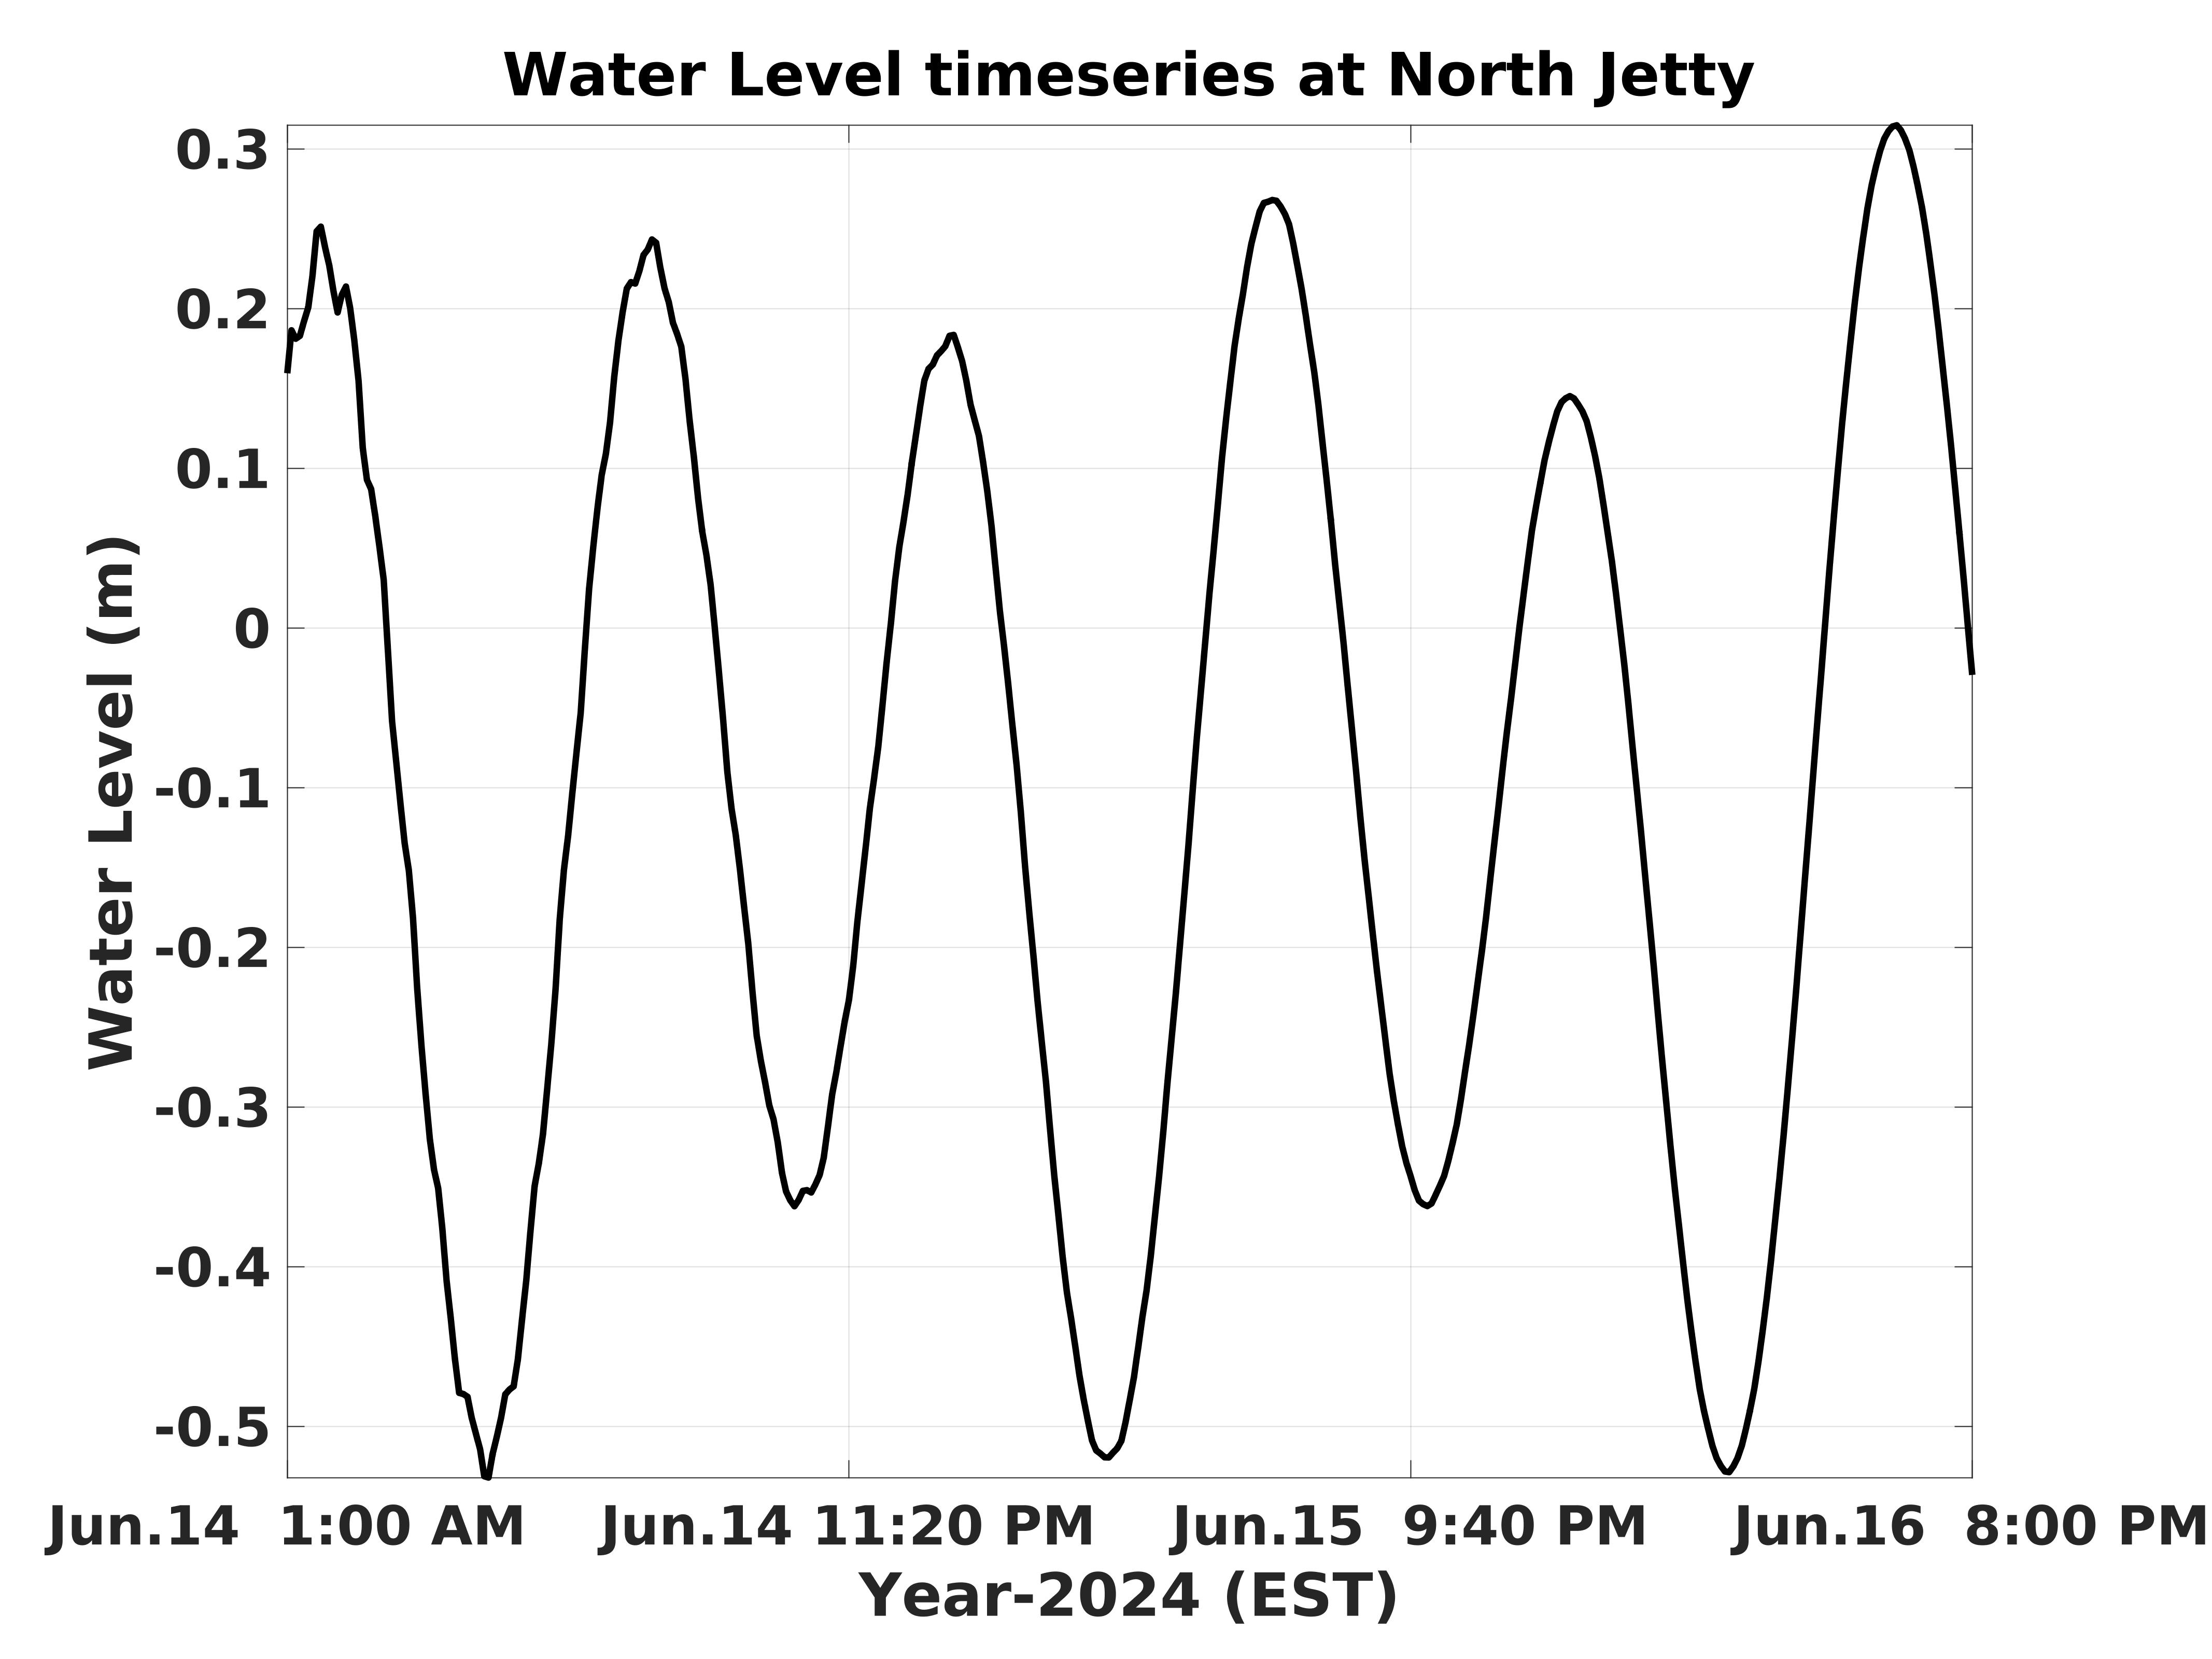 Water Level timeseries at North Jetty
0.3
0.2
0.1
0
-0.1
-0.2
-0.3
-0.4
-0.5
Water Level (m)
Jun.14 1:00 AM Jun.14 11:20 PM Jun.15 9:40 PM Jun.16 8:00 PM
Year-2024 (EST)